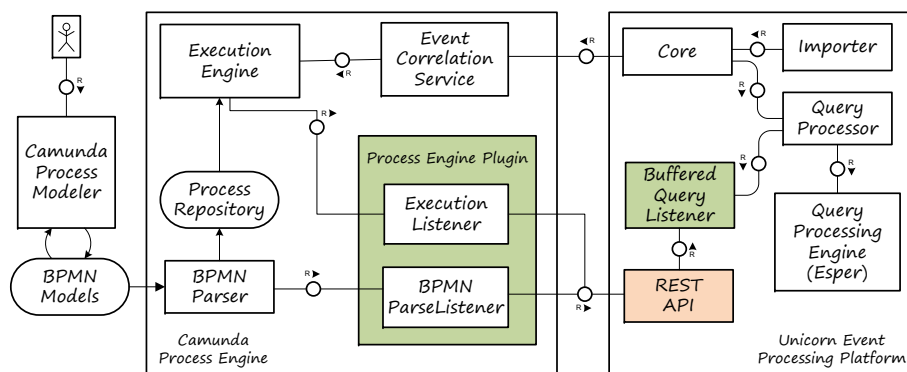 R
Camunda
Process
Modeler
BPMN
Models
Execution
Engine
R
Event
Correlation
Service
R
Process
Repository
BPMN
Parser
R
Process Engine Plugin
Execution
Listener
BPMN
ParseListener
Camunda
Process Engine
R
R
Core
R
Importer
R
Query
Processor
R
R
Buffered
Query
Listener
Query
Processing
Engine
(Esper)
R
REST
API
Unicorn Event
Processing Platform